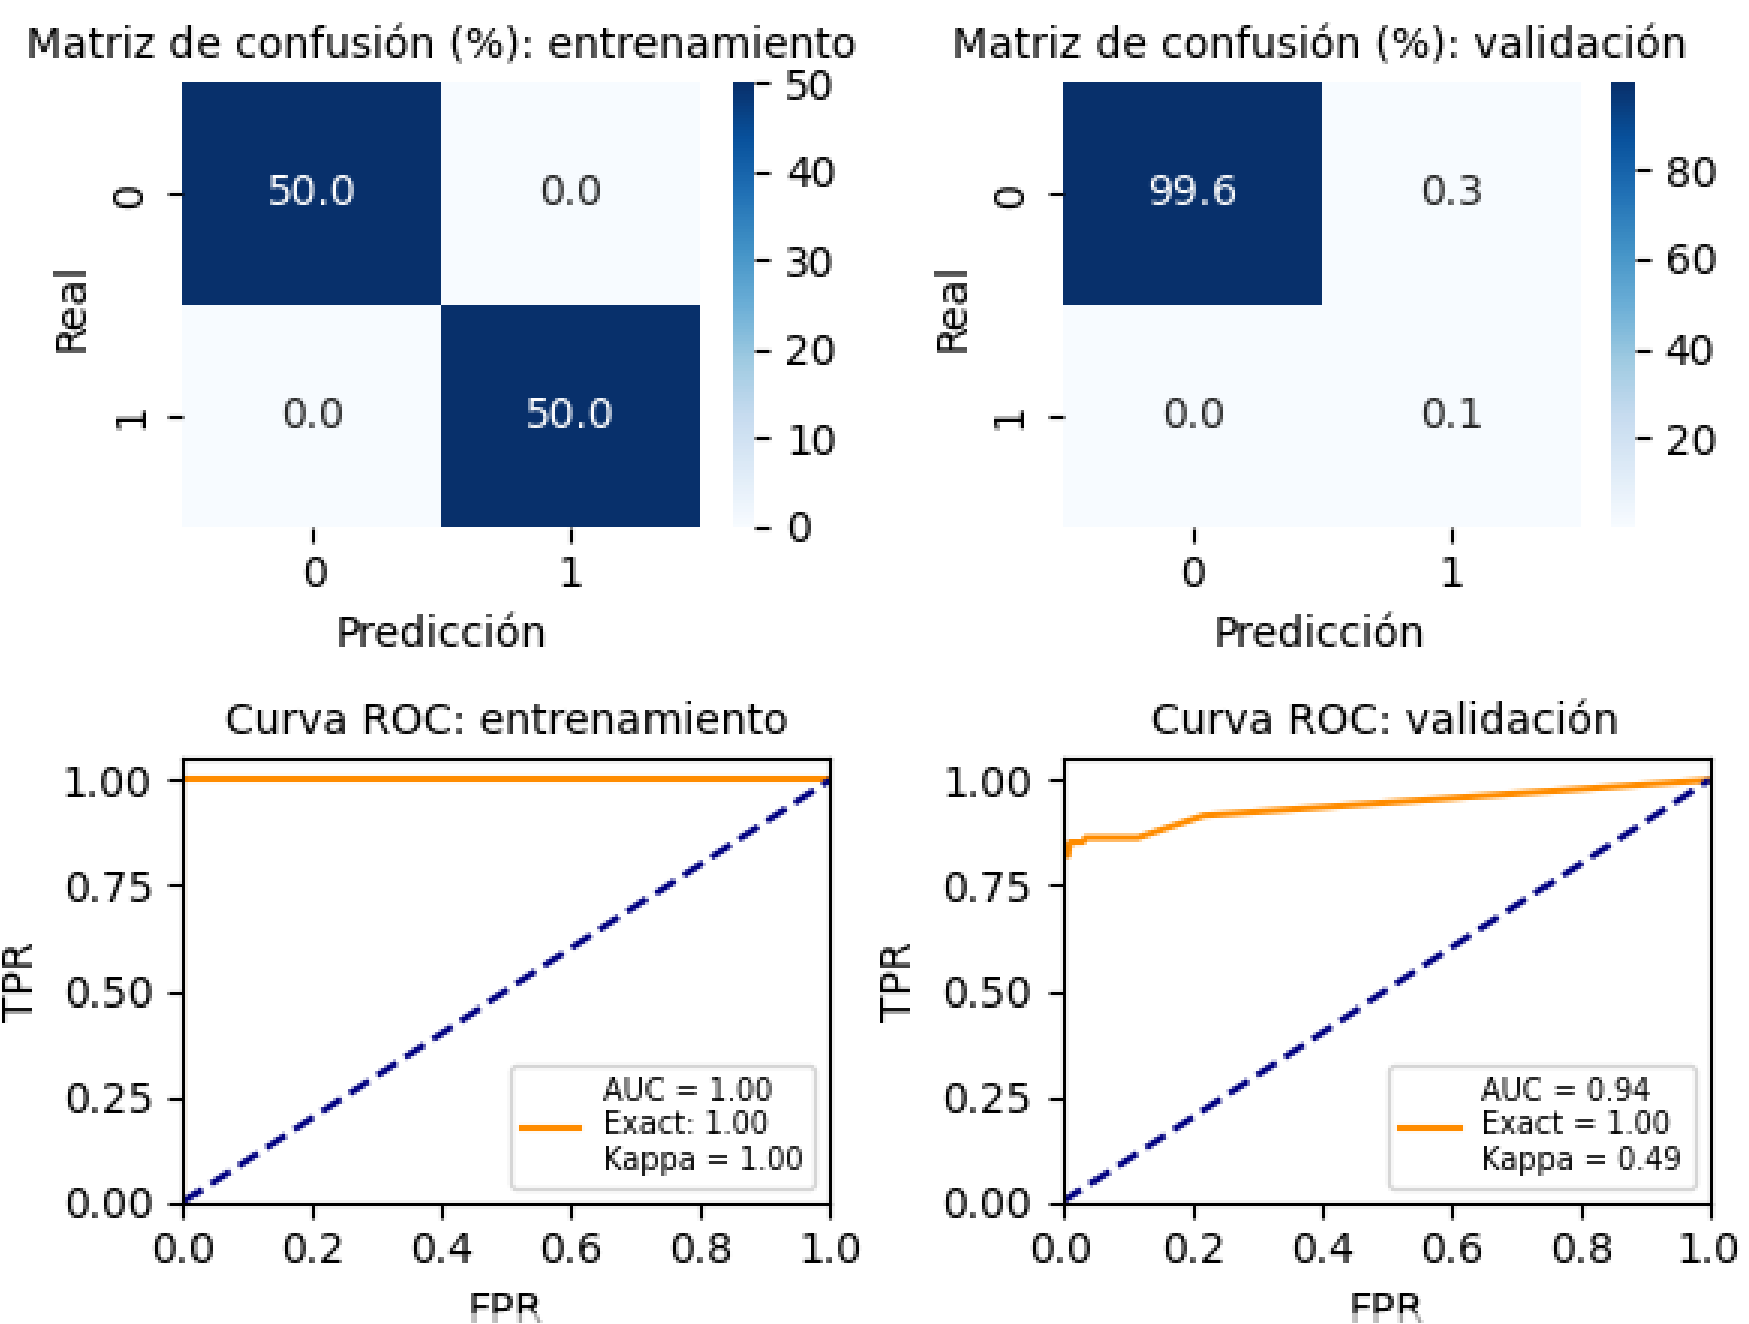 Matriz de confusión (%): entrenamiento
50.0 0.0
0.0 50.0
0
1
Real
0 1
Predicción
50
40
30
20
10
0
Matriz de confusión (%): validación
99.6 0.3
0.0 0.1
0
1
Real
0 1
Predicción
80
60
40
20
Curva ROC: entrenamiento
1.00
0.75
0.50
0.25
0.00
TPR
AUC = 1.00
Exact: 1.00
Kappa = 1.00
0.0 0.2 0.4 0.6 0.8 1.0
FPR
Curva ROC: validación
1.00
0.75
0.50
0.25
0.00
TPR
AUC = 0.94
Exact = 1.00
Kappa = 0.49
0.0 0.2 0.4 0.6 0.8 1.0
FPR